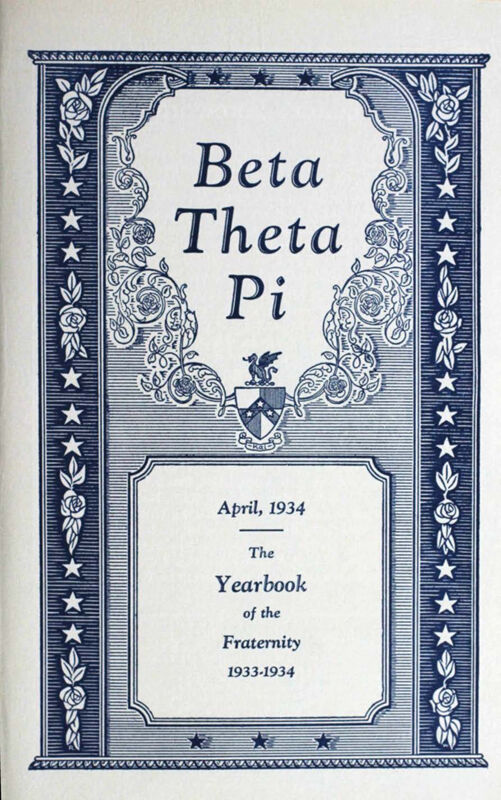 Beta
Theta
Pi
April, 1934
The
Yearbook
of the
Fraternity
1933-1934